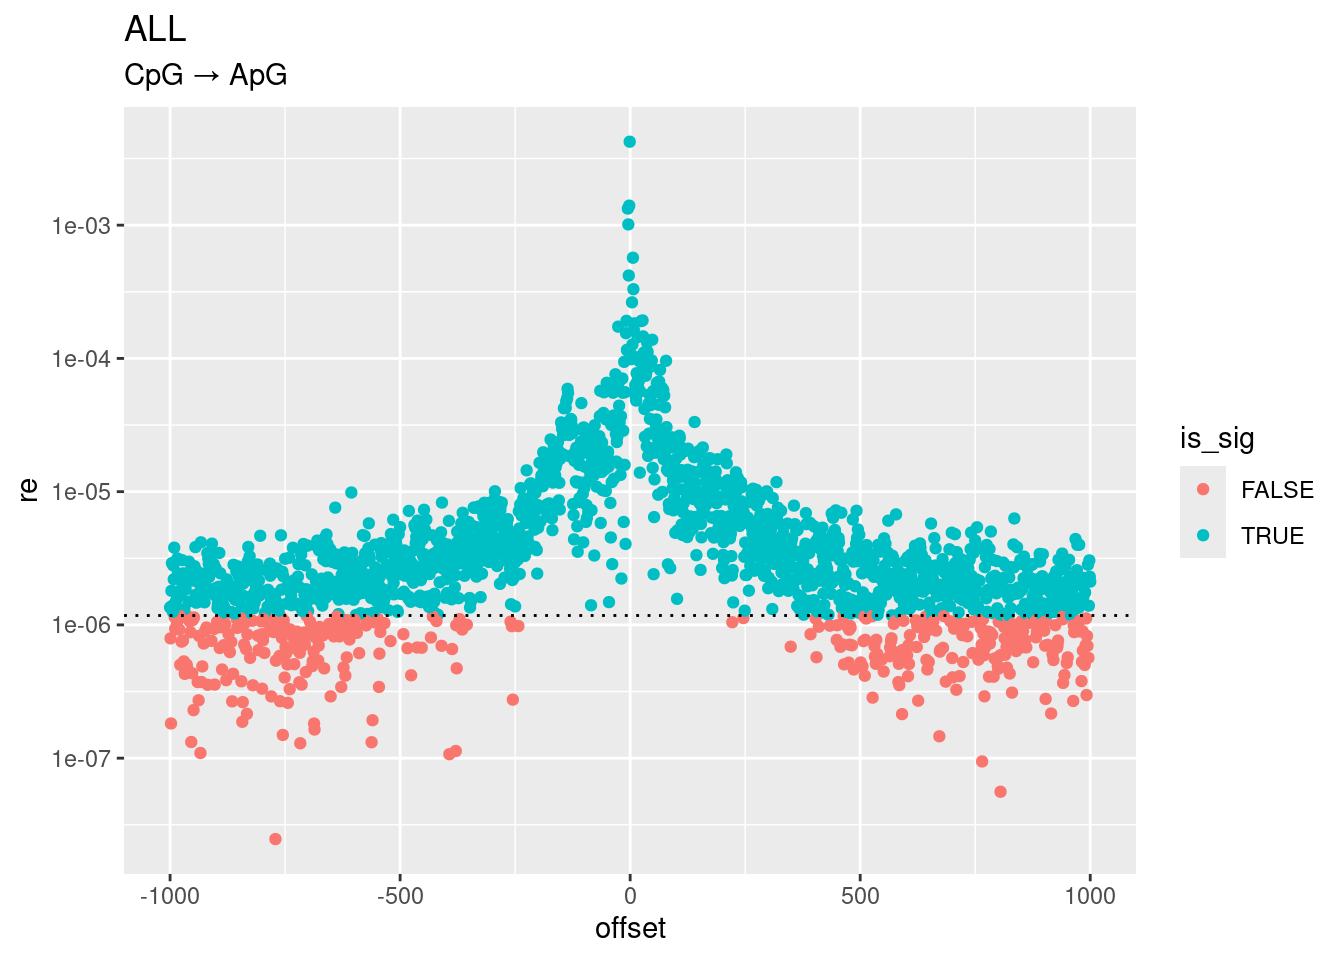 ALL
CpG → ApG
re
1e-03
1e-04
1e-05
1e-06
1e-07
-1000
-500
0
500
1000
offset
is_sig
FALSE
TRUE